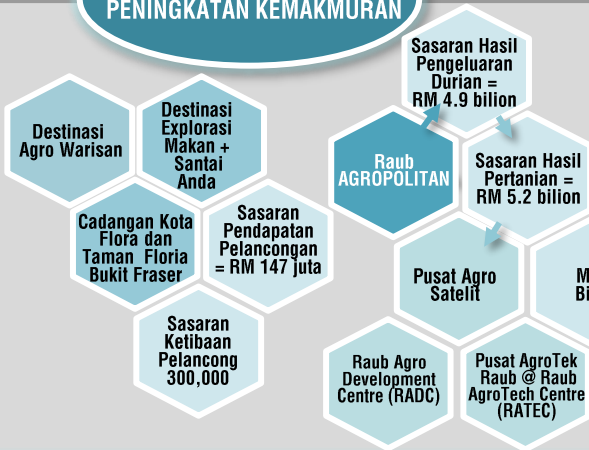 PENINGKATAN KEMAKMURAN
Destinasi
Agro Warisan
Destinasi
Explorasi
Makan +
Santai
Anda
Cadangan Kota
Flora dan
Taman Floria
Bukit Fraser
Sasaran
Pendapatan
Pelancongan
= RM 147 juta
Sasaran
Ketibaan
Pelancong
300,000
Sasaran Hasil
Pengeluaran
Durian =
RM 4.9 bilion
Raub
AGROPOLITAN
Sasaran Hasil
Pertanian =
RM 5.2 bilion
Pusat Agro
Satelit
Raub Agro
Development
Centre (RADC)
Pusat AgroTek
Raub @ Raub
AgroTech Centre
(RATEC)